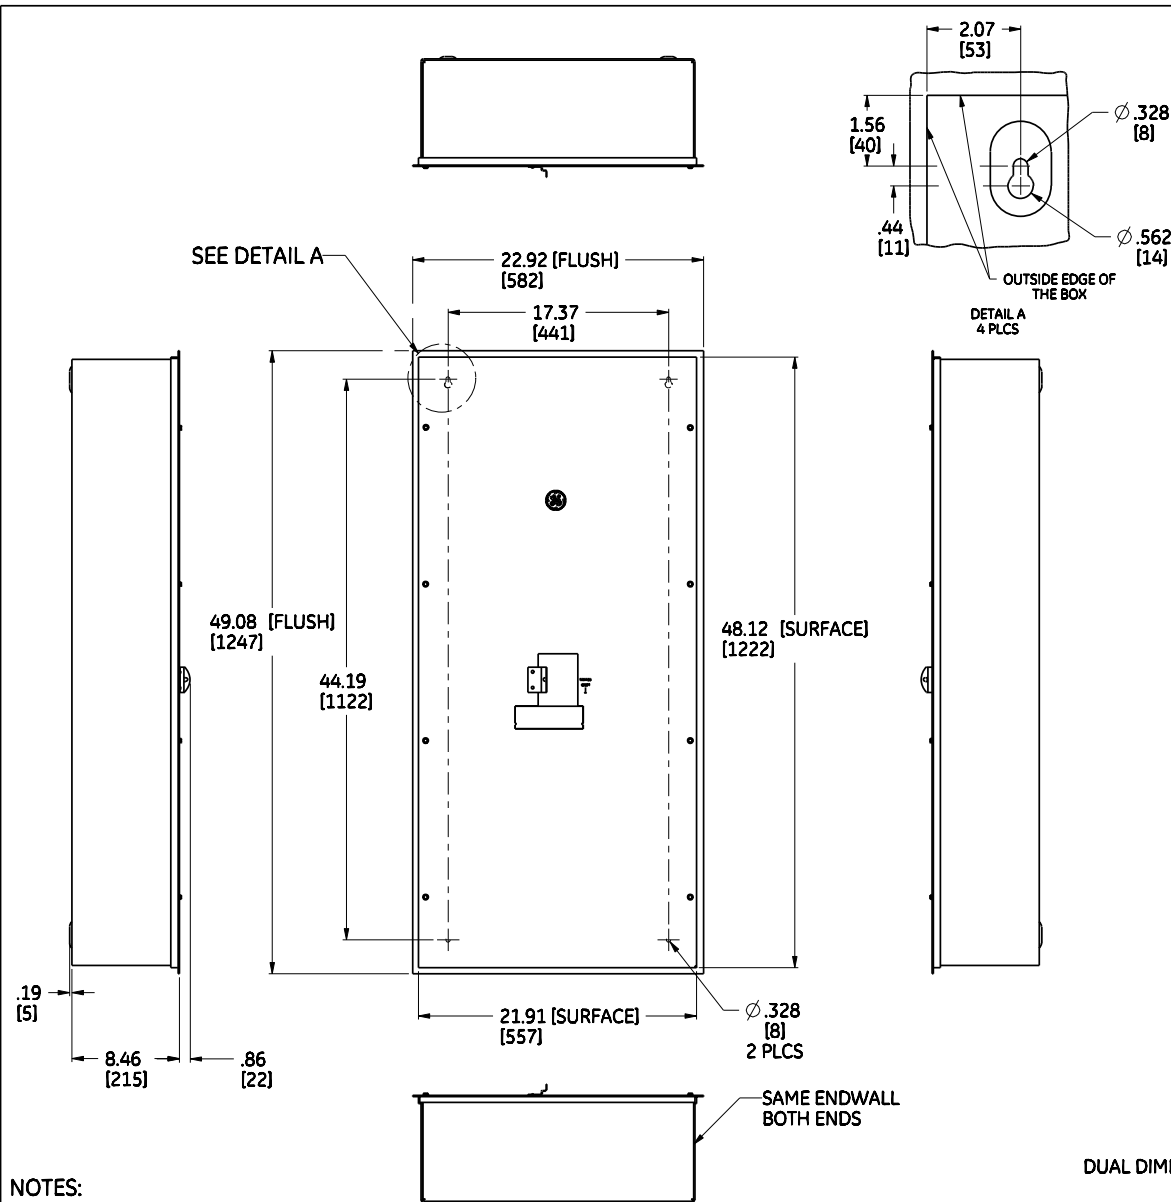 2.07
[53]
1.56
[40]
Ø .328
[8]
.44
[11]
Ø .562
[14]
OUTSIDE EDGE OF
THE BOX
DETAIL A
4 PLCS
SEE DETAIL A
22.92 [FLUSH]
[582]
17.37
[441]
49.08 [FLUSH]
[1247]
48.12 [SURFACE]
[1222]
44.19
[1122]
.19
[5]
8.46
[215]
.86
[22]
21.91 [SURFACE]
[557]
Ø .328
[8]
2 PLCS
SAME ENDWALL
BOTH ENDS
NOTES:
DUAL